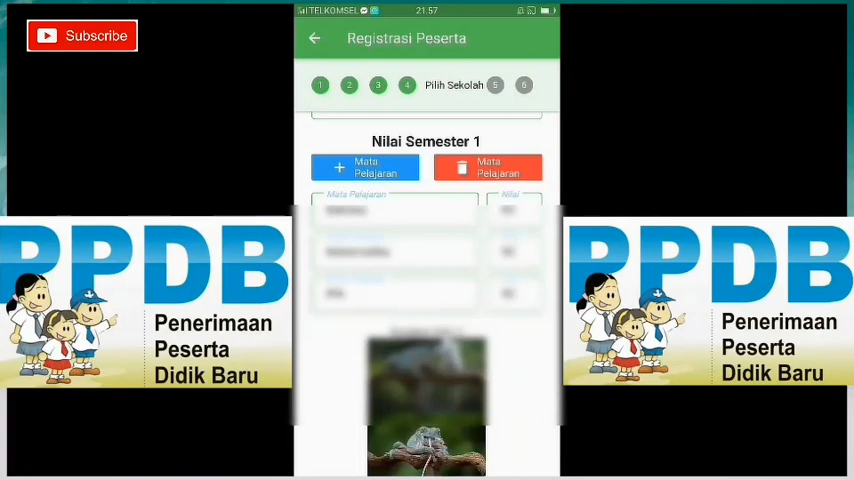 Subscribe
TELKOMSEL
21.57
Registrasi Peserta
1 2 3 4 Pilih Sekolah 5 6
Nilai Semester 1
+ Mata Pelajaran
Mata Pelajaran
Mata Pelajaran
Nilai
PPDB
Penerimaan
Peserta
Didik Baru
PPDB
Penerimaan
Peserta
Didik Baru